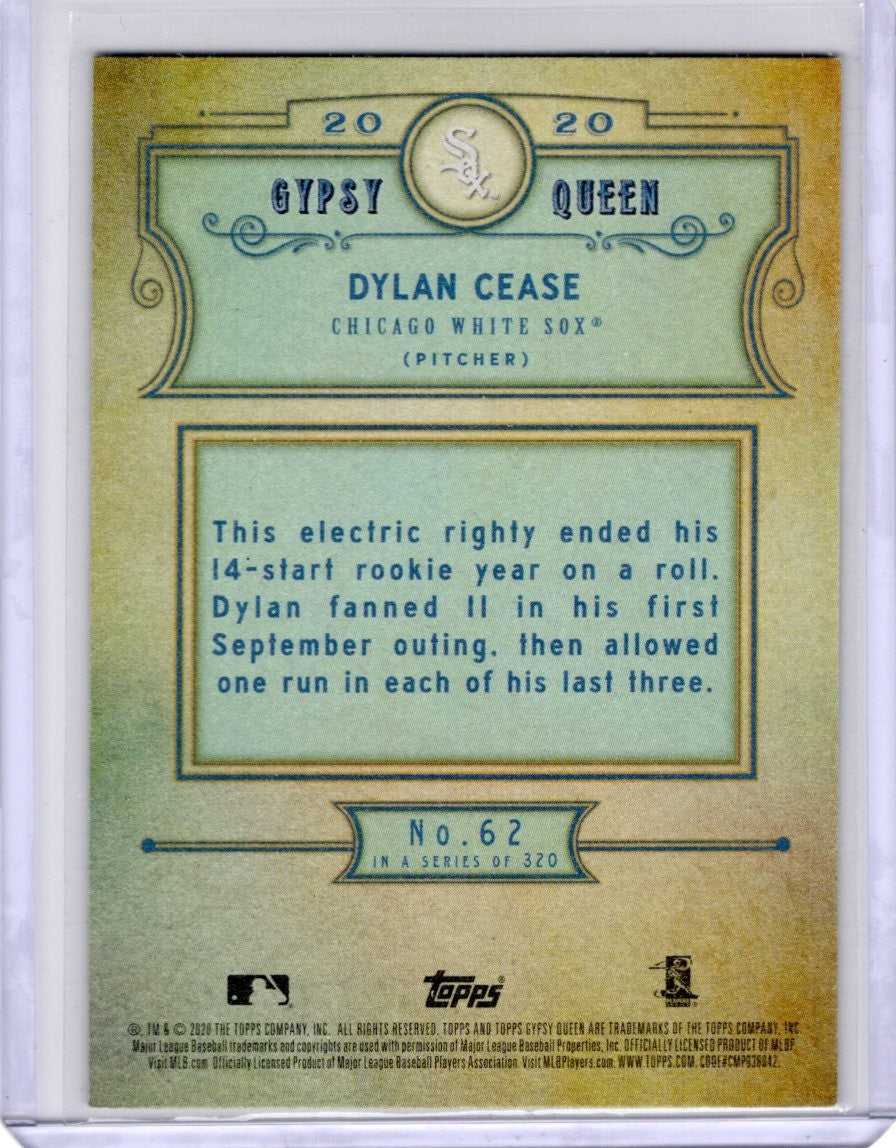 20 20
Sox
GYPSY QUEEN
DYLAN CEASE
CHICAGO WHITE SOX®
(PITCHER)
This electric righty ended his
14-start rookie year on a roll.
Dylan fanned 11 in his first
September outing, then allowed
one run in each of his last three.
No. 62
IN A SERIES OF 320
topps®
®, TM & © 2020 THE TOPPS COMPANY, INC. ALL RIGHTS RESERVED. TOPPS AND TOPPS GYPSY QUEEN ARE TRADEMARKS OF THE TOPPS COMPANY, INC.
Major League Baseball trademarks and copyrights are used with permission of Major League Baseball Properties, Inc. OFFICIALLY LICENSED PRODUCT OF MLBP.
Visit MLB.com Officially Licensed Product of Major League Baseball Players Association. Visit MLBPlayers.com. WWW.TOPPS.COM.